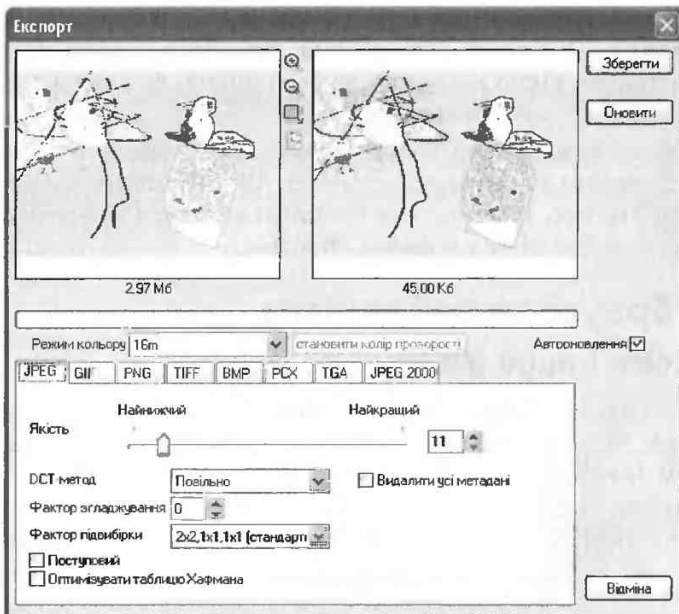 Експорт
Зберегти
Оновити
2.97 Мб 45.00 Кб
Режим кольору 16m становити колір прозорості Автооновлення
JPEG GIF PNG TIFF BMP PCX TGA JPEG 2000
Найнижчий Найкращий
Якість 11
DCT-метод Повільно Видалити усі метадані
Фактор згладжування 0
Фактор підвибірки 2x2,1x1,1x1 (стандартн
Поступовий
Оптимізувати таблицю Хафмана
Відміна